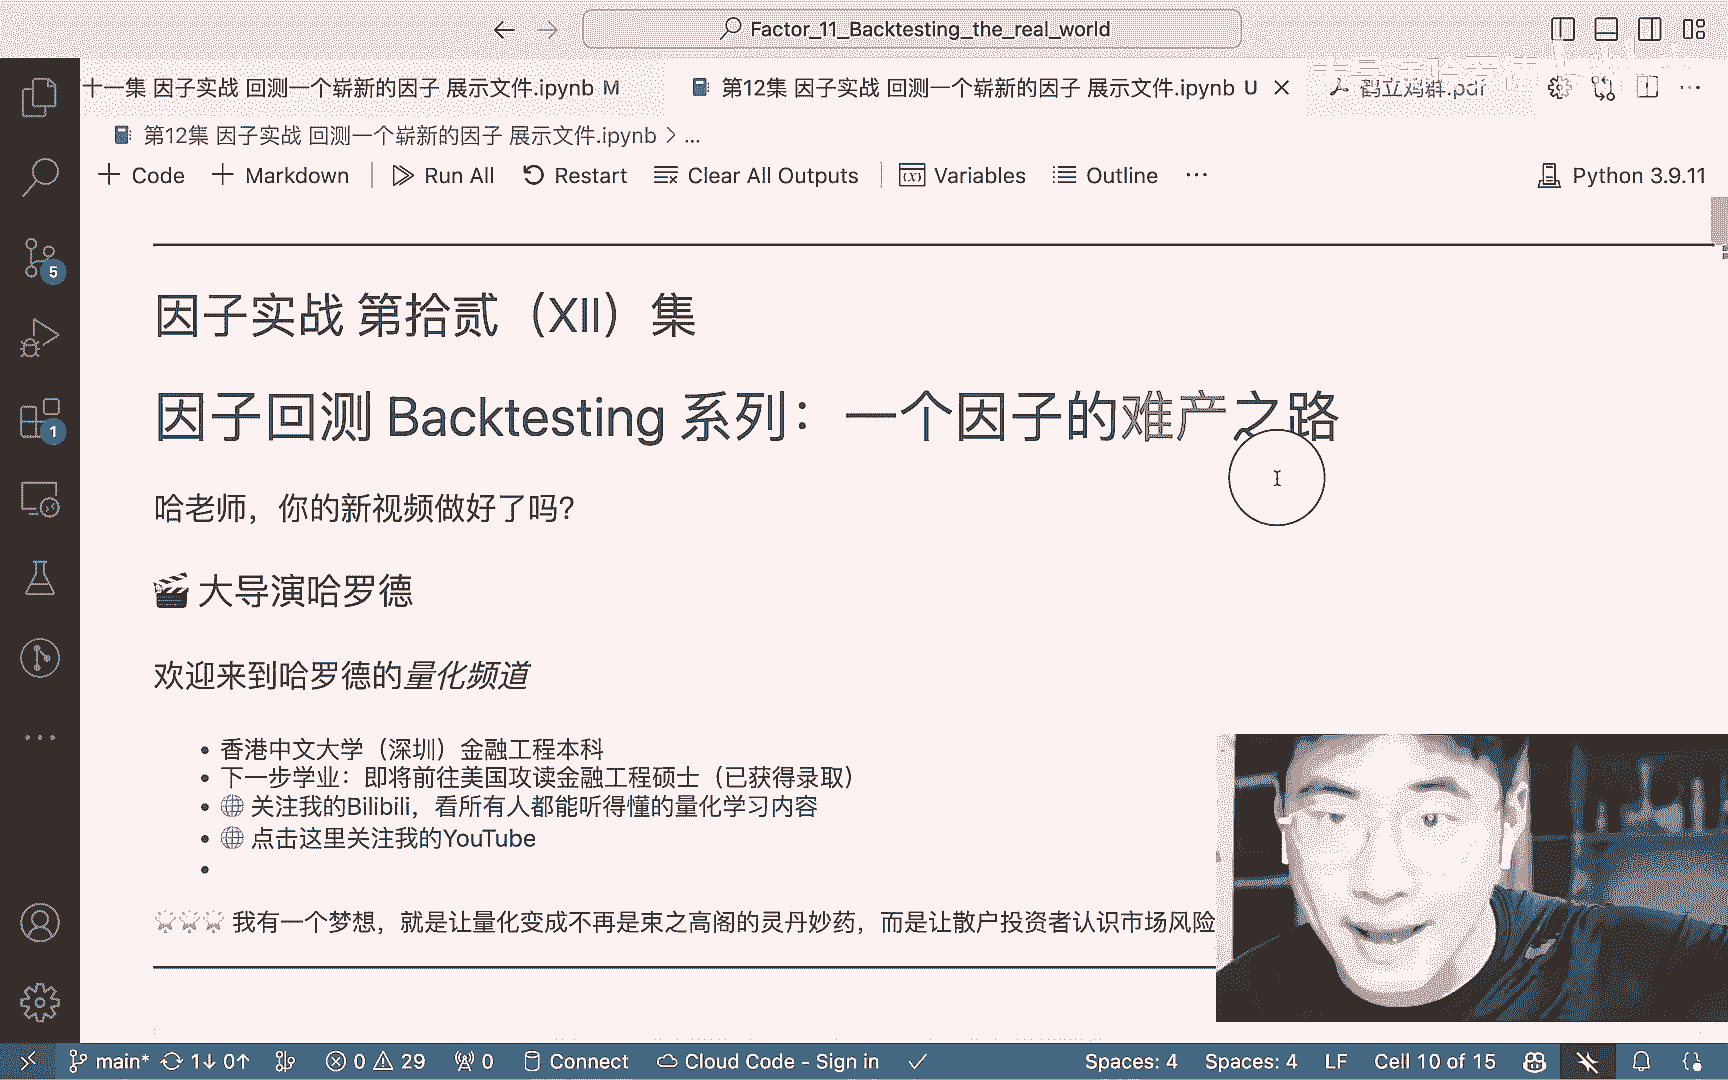 Factor_11_Backtesting_the_real_world
十一集 因子实战 回测一个崭新的因子 展示文件.ipynb M
第12集 因子实战 回测一个崭新的因子 展示文件.ipynb U
鹤立鸡群.pdf
第12集 因子实战 回测一个崭新的因子 展示文件.ipynb > ...
+ Code + Markdown Run All Restart Clear All Outputs Variables Outline ... Python 3.9.11
5
1
因子实战 第拾贰（XII）集
因子回测 Backtesting 系列：一个因子的难产之路
哈老师，你的新视频做好了吗？
🎬 大导演哈罗德
欢迎来到哈罗德的量化频道
香港中文大学（深圳）金融工程本科
下一步学业：即将前往美国攻读金融工程硕士（已获得录取）
🌐 关注我的Bilibili，看所有人都能听得懂的量化学习内容
🌐 点击这里关注我的YouTube
我有一个梦想，就是让量化变成不再是束之高阁的灵丹妙药，而是让散户投资者认识市场风险
main* 1↓ 0↑ 0 29 0 Connect Cloud Code - Sign in Spaces: 4 Spaces: 4 LF Cell 10 of 15